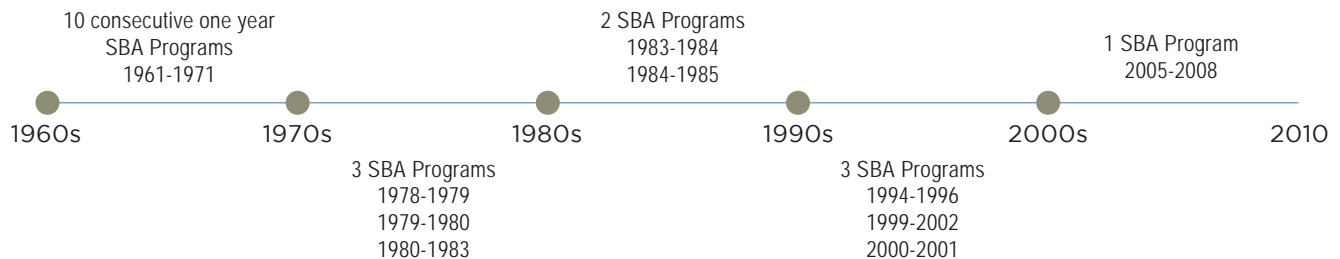 10 consecutive one year
SBA Programs
1961-1971
2 SBA Programs
1983-1984
1984-1985
1 SBA Program
2005-2008
1960s
1970s
1980s
1990s
2000s
2010
3 SBA Programs
1978-1979
1979-1980
1980-1983
3 SBA Programs
1994-1996
1999-2002
2000-2001